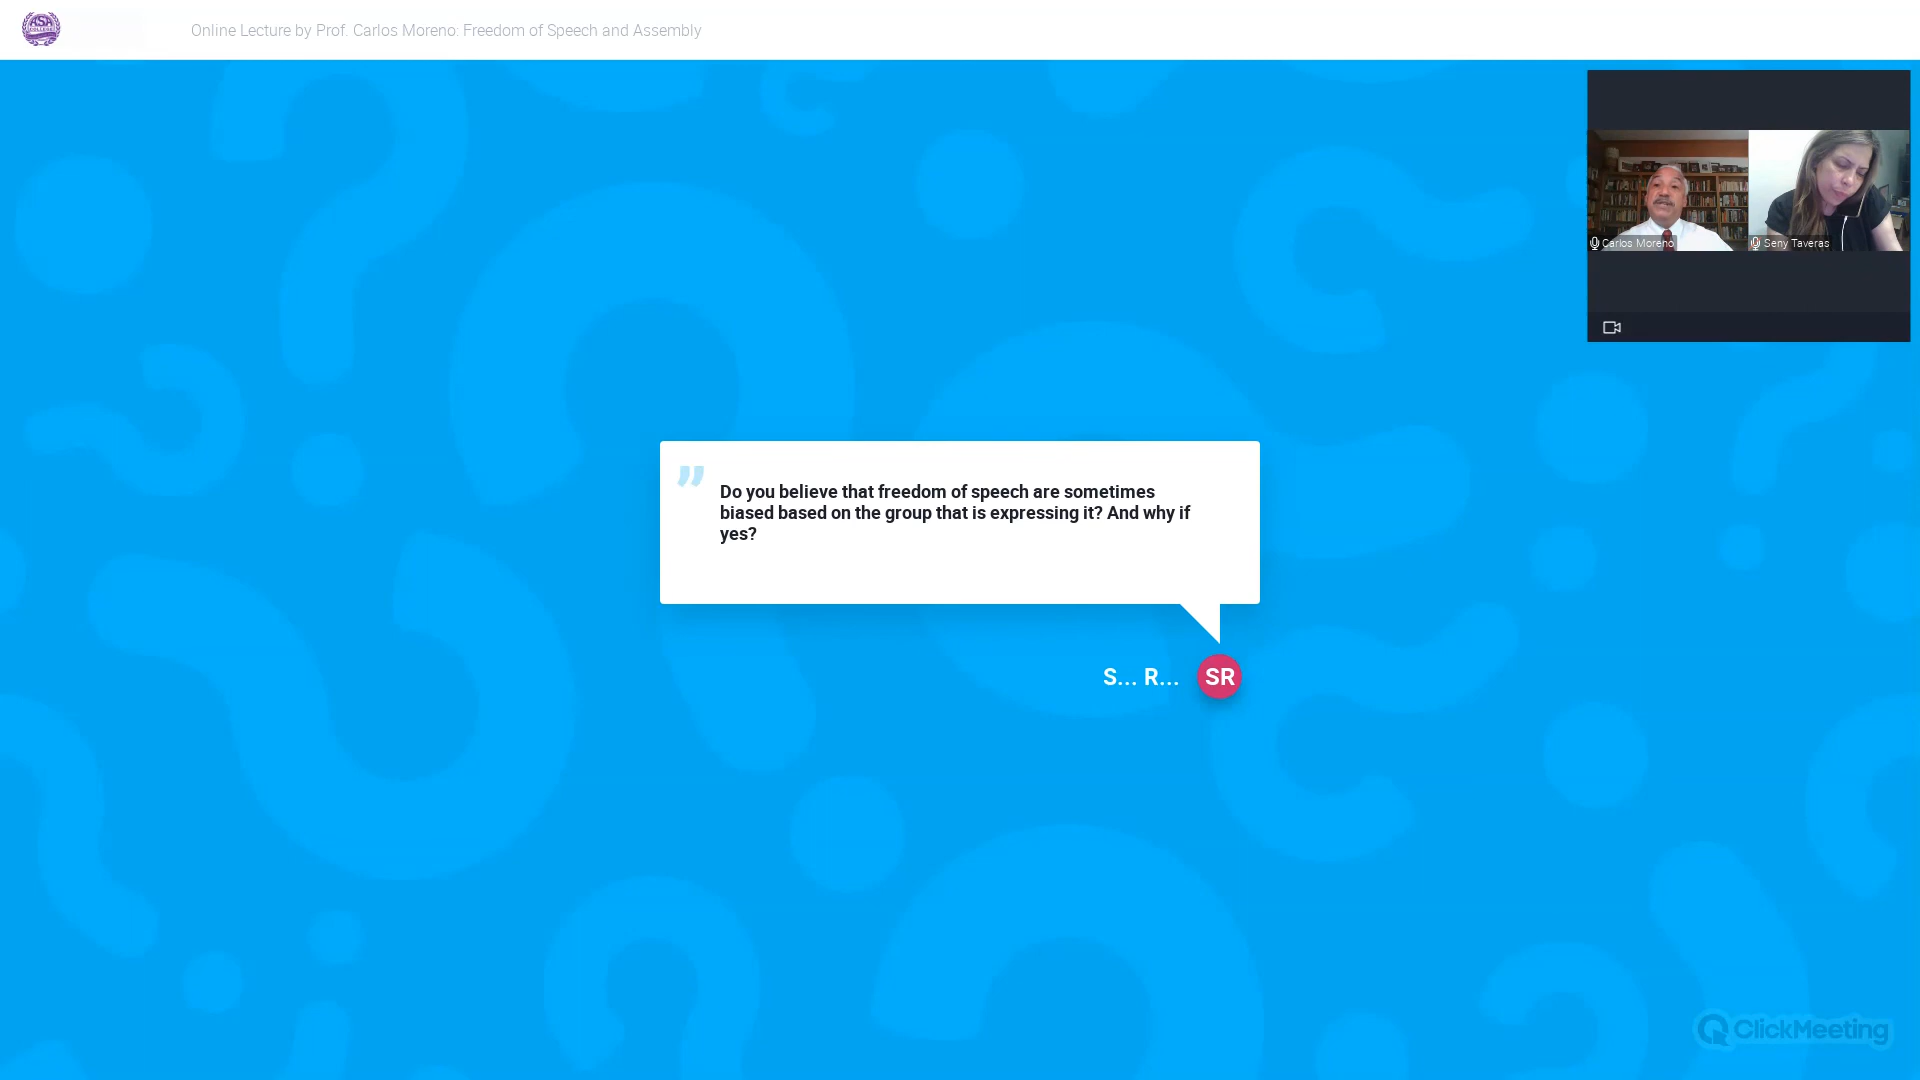 ASA
COLLEGE
Online Lecture by Prof. Carlos Moreno: Freedom of Speech and Assembly
Carlos Moreno
Seny Taveras
Do you believe that freedom of speech are sometimes
biased based on the group that is expressing it? And why if
yes?
S... R...
SR
ClickMeeting